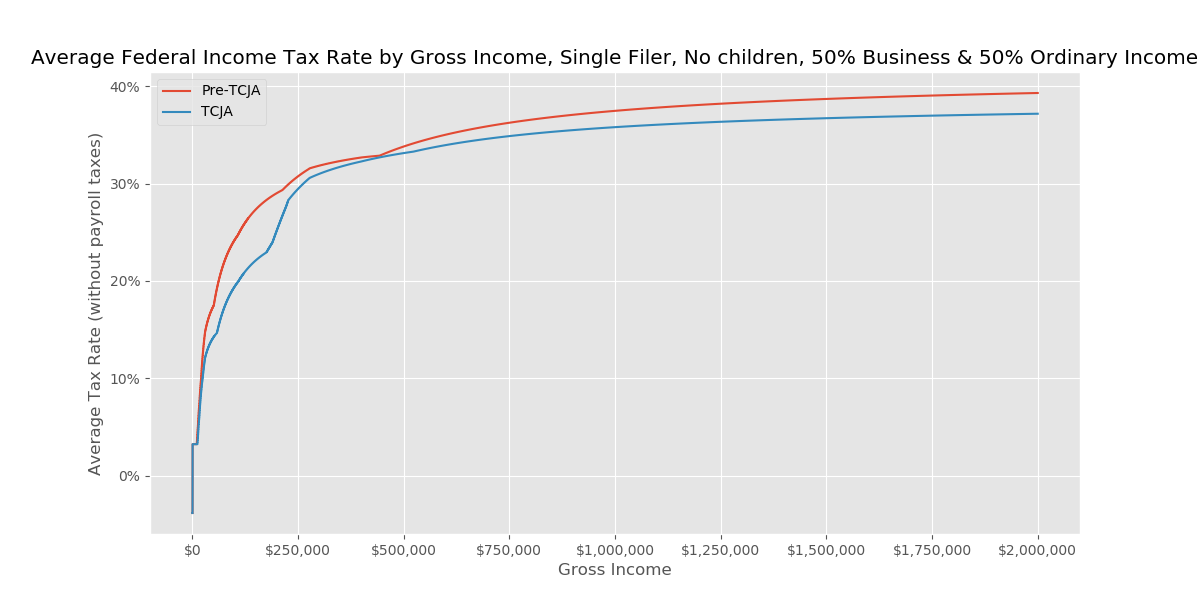 Average Federal Income Tax Rate by Gross Income, Single Filer, No children, 50% Business & 50% Ordinary Income
Pre-TCJA
TCJA
Average Tax Rate (without payroll taxes)
40%
30%
20%
10%
0%
$0 $250,000 $500,000 $750,000 $1,000,000 $1,250,000 $1,500,000 $1,750,000 $2,000,000
Gross Income